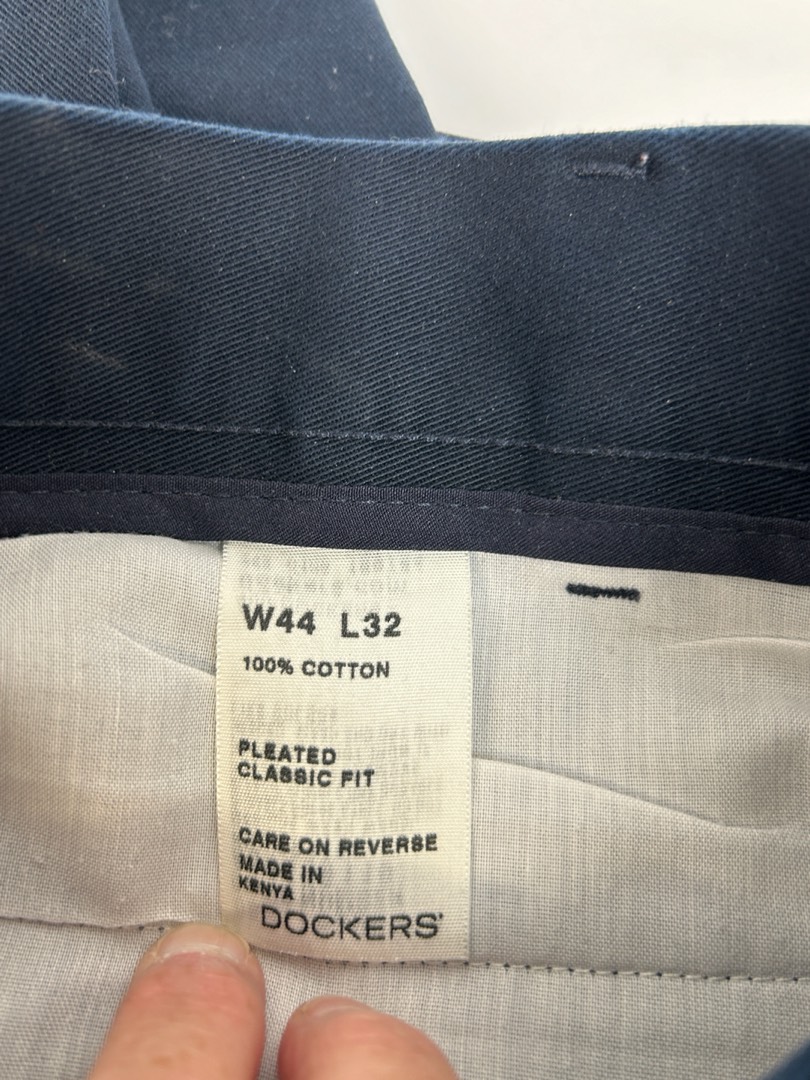 W44 L32
100% COTTON
PLEATED
CLASSIC FIT
CARE ON REVERSE
MADE IN
KENYA
DOCKERS'